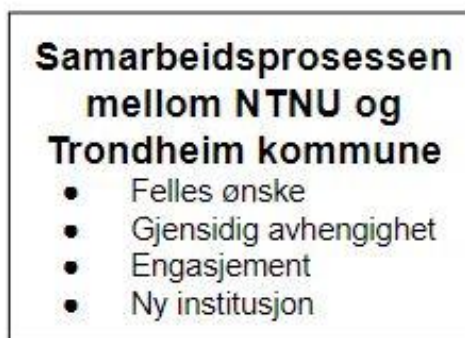 Samarbeidsprosessen
mellom NTNU og
Trondheim kommune
● Felles ønske
● Gjensidig avhengighet
● Engasjement
● Ny institusjon